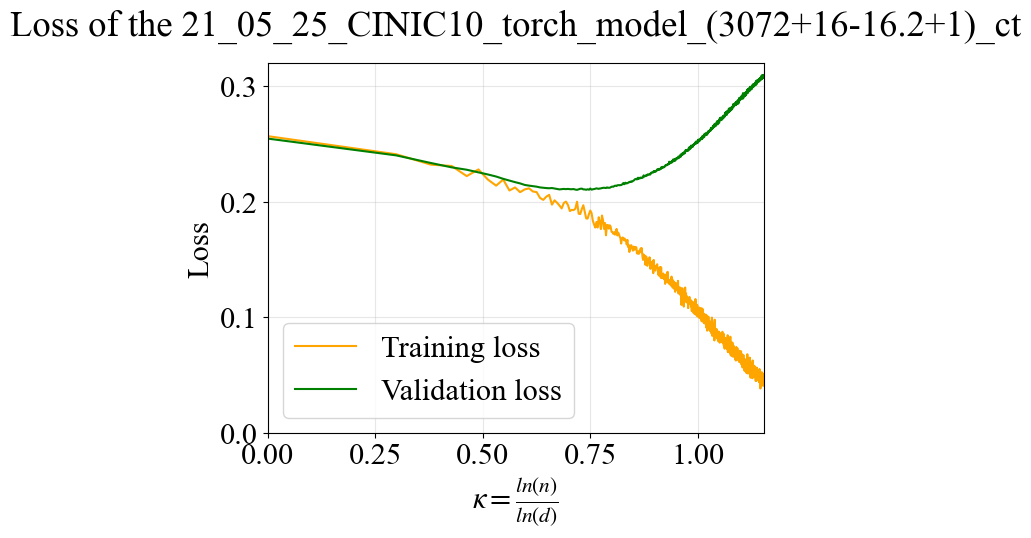 Loss of the 21_05_25_CINIC10_torch_model_(3072+16-16.2+1)_ct
0.3
0.2
0.1
0.0
Loss
Training loss
Validation loss
0.00 0.25 0.50 0.75 1.00
κ = ln(n)/ln(d)